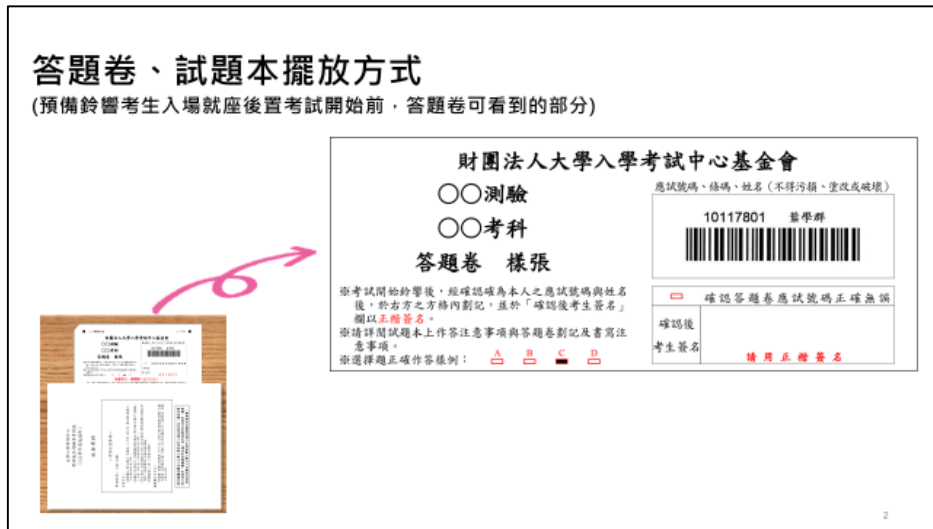 答題卷、試題本擺放方式
(預備鈴響考生入場就座後置考試開始前，答題卷可看到的部分)
財團法人大學入學考試中心基金會
○○測驗
○○考科
答題卷 樣張
應試號碼、條碼、姓名（不得污損、塗改或破壞）
10117801 藍學群
※考試開始鈴響後，經確認確為本人之應試號碼與姓名
後，於右方之方格內劃記，並於「確認後考生簽名」
欄以正楷簽名。
※請詳閱試題本上作答注意事項與答題卷劃記及書寫注
意事項。
※選擇題正確作答樣例：
A B C D
確認答題卷應試號碼正確無誤
確認後
考生簽名
請用正楷簽名
2